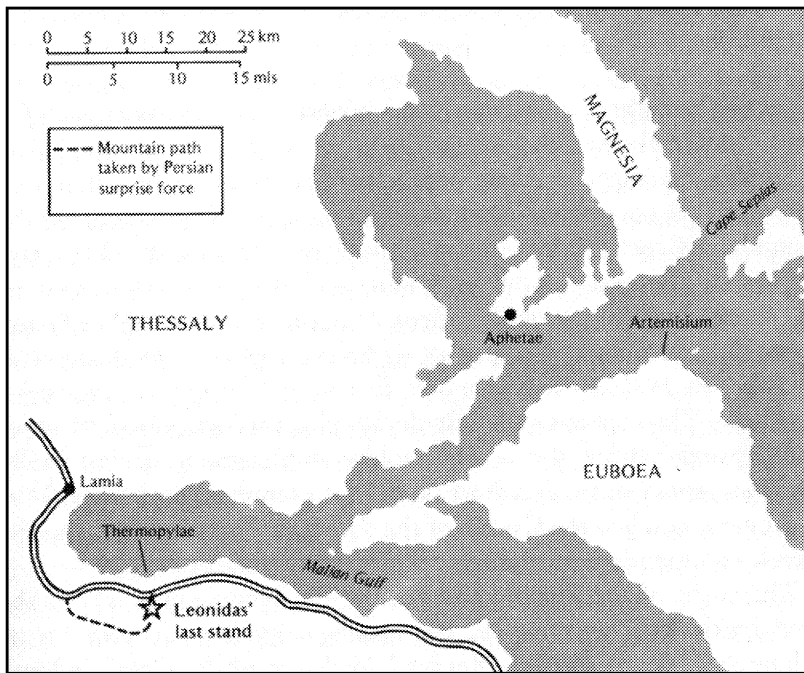 0 5 10 15 20 25 km
0 5 10 15 mls
Mountain path
taken by Persian
surprise force
MAGNESIA
Cape Sepias
THESSALY
Aphetae
Artemisium
EUBOEA
Lamia
Thermopylae
Malian Gulf
Leonidas'
last stand